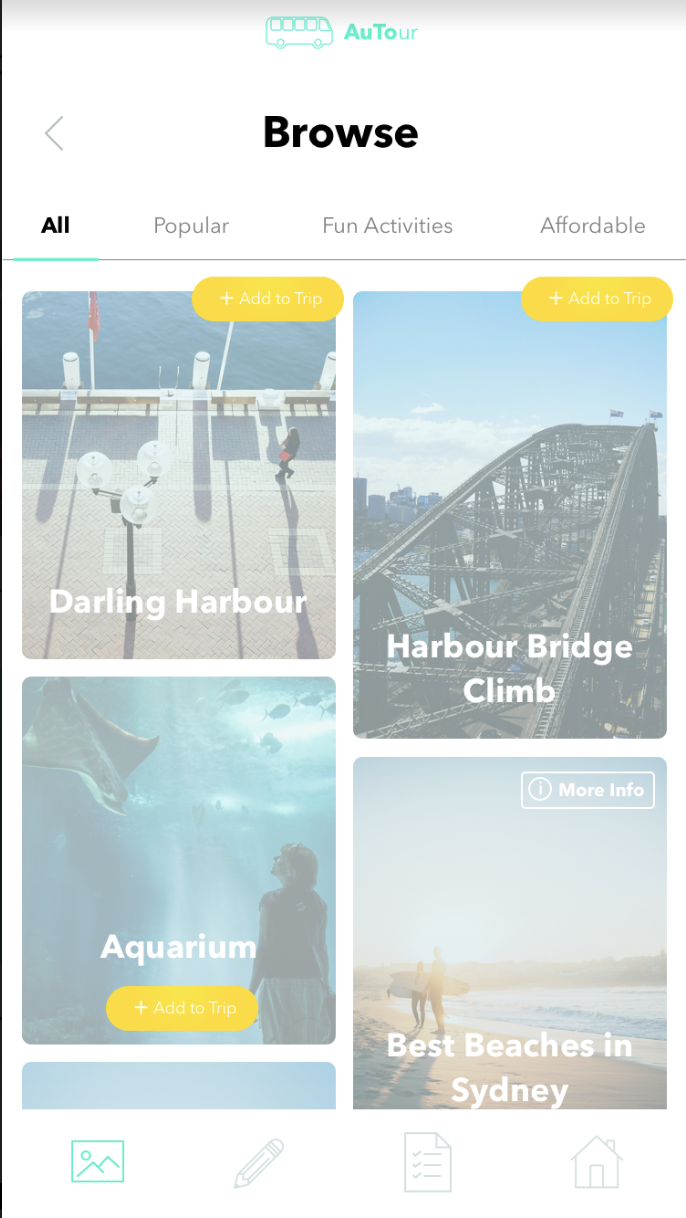 AuTour
Browse
All Popular Fun Activities Affordable
+ Add to Trip
Darling Harbour
+ Add to Trip
Harbour Bridge
Climb
Aquarium
+ Add to Trip
i More Info
Best Beaches in
Sydney